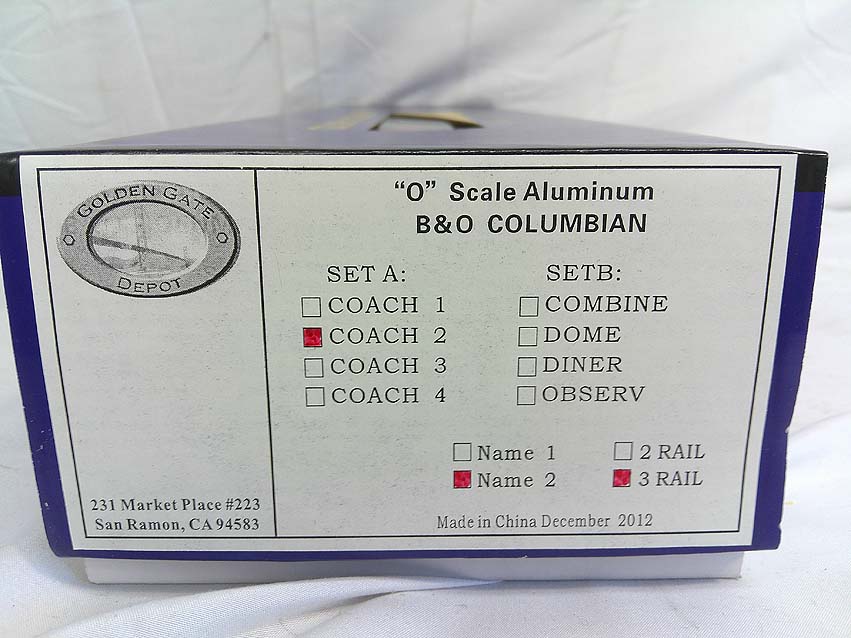 GOLDEN GATE
DEPOT
231 Market Place #223
San Ramon, CA 94583
"O" Scale Aluminum
B&O COLUMBIAN
SET A:
COACH 1
COACH 2
COACH 3
COACH 4
SETB:
COMBINE
DOME
DINER
OBSERV
Name 1
Name 2
2 RAIL
3 RAIL
Made in China December 2012